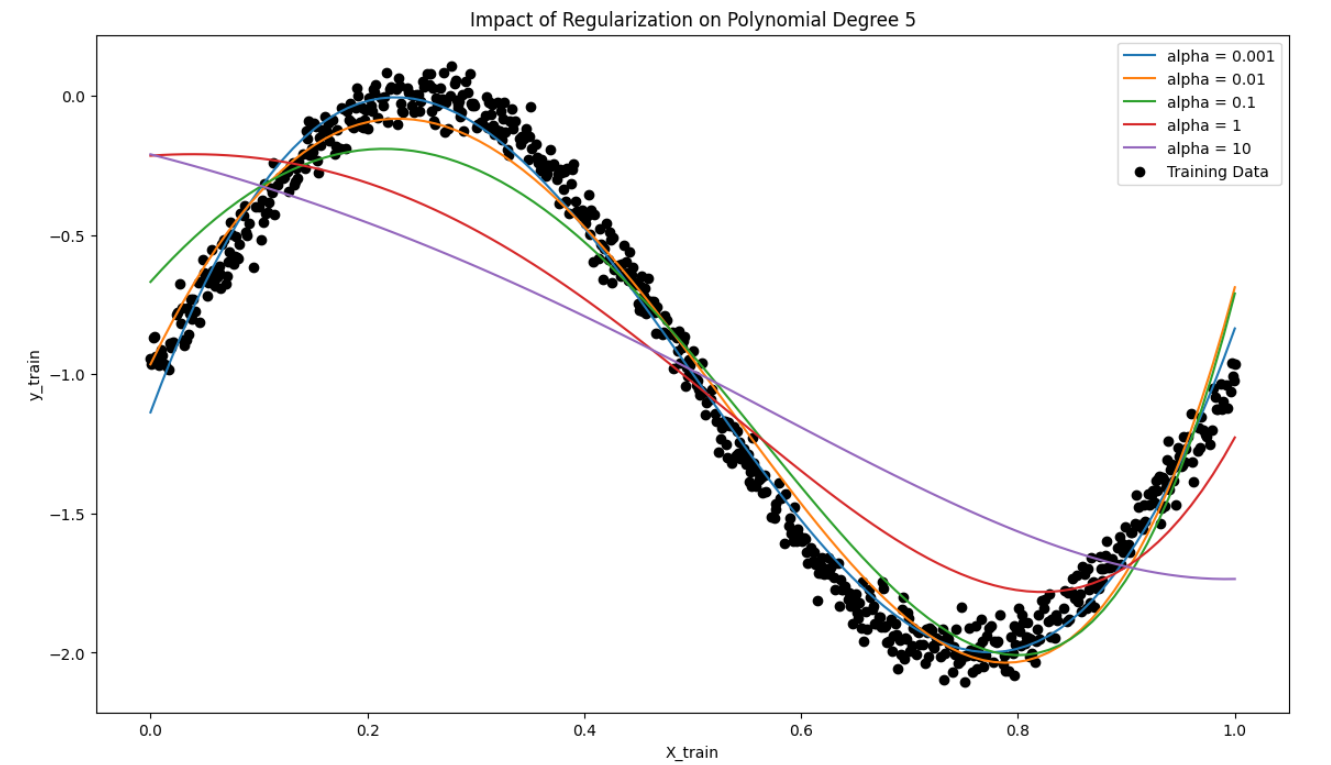 Impact of Regularization on Polynomial Degree 5
alpha = 0.001
alpha = 0.01
alpha = 0.1
alpha = 1
alpha = 10
Training Data
0.0
−0.5
−1.0
−1.5
−2.0
y_train
0.0 0.2 0.4 0.6 0.8 1.0
X_train